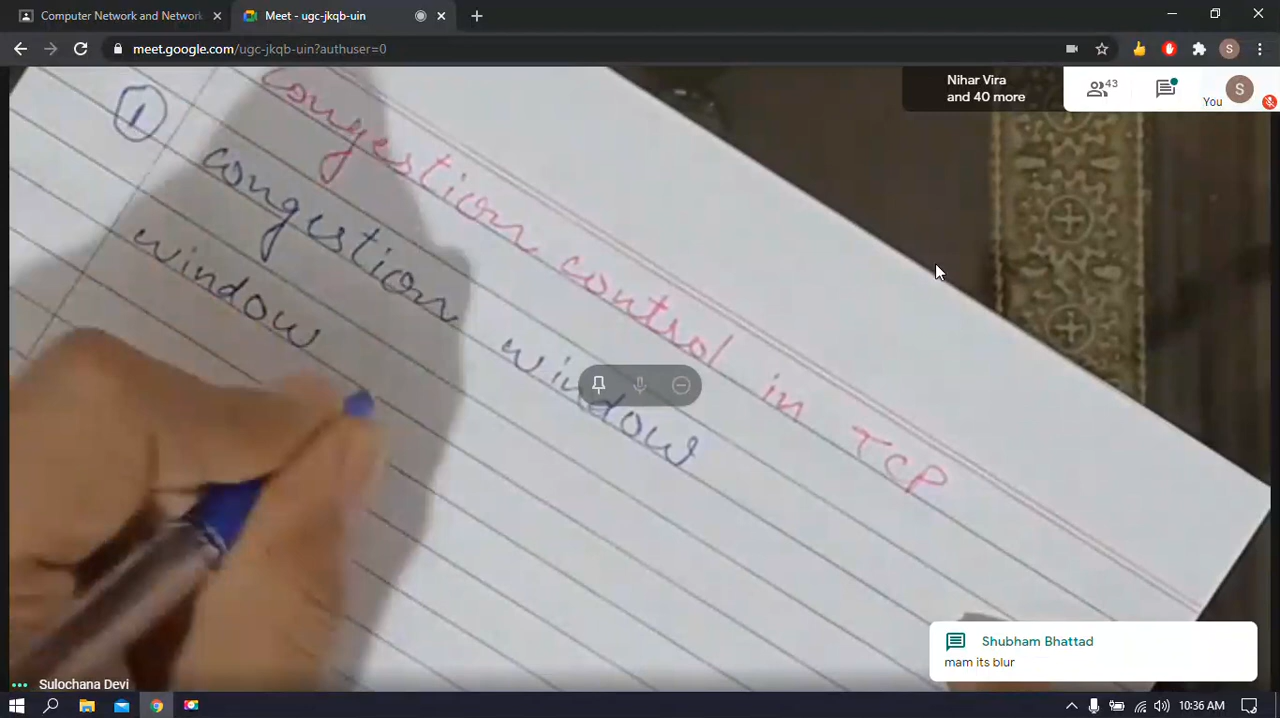 Computer Network and Network
Meet - ugc-jkqb-uin
meet.google.com/ugc-jkqb-uin?authuser=0
S
Nihar Vira
and 40 more
43
You
S
Congestion control in TCP
1 congestion window
window
Shubham Bhattad
mam its blur
Sulochana Devi
10:36 AM